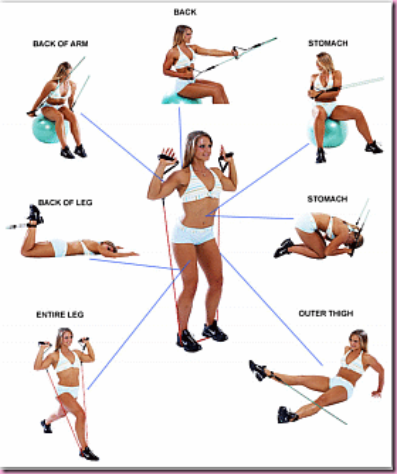 BACK
BACK OF ARM
STOMACH
BACK OF LEG
STOMACH
ENTIRE LEG
OUTER THIGH